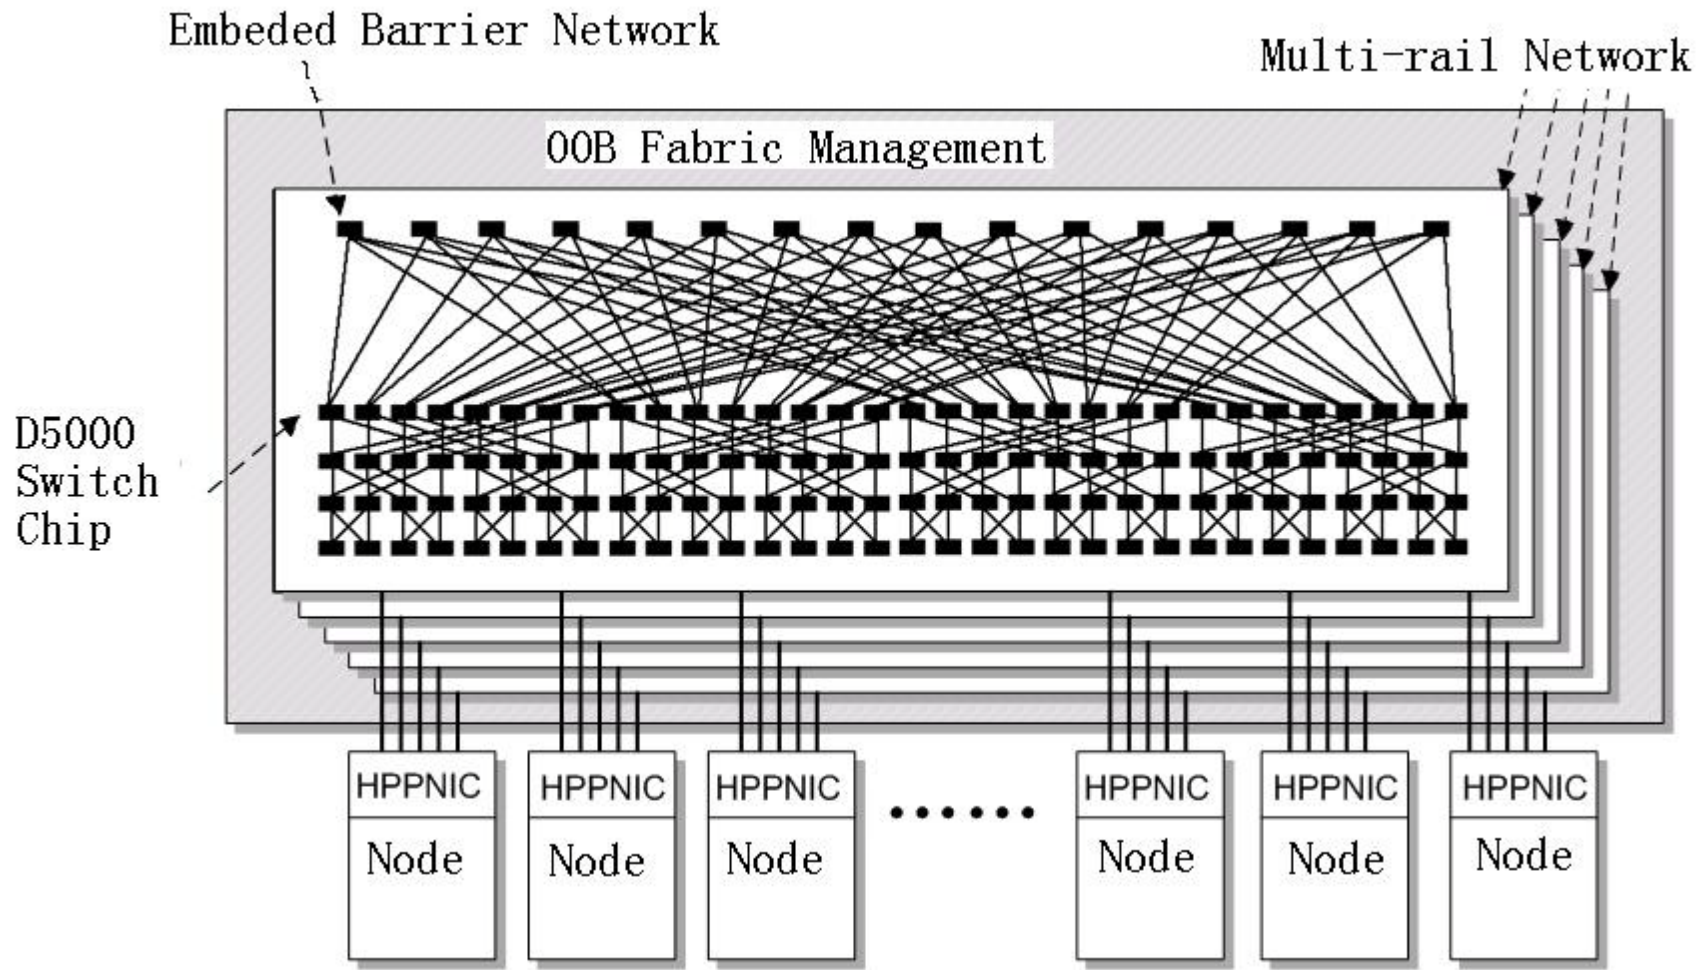 Embeded Barrier Network
Multi-rail Network
OOB Fabric Management
D5000
Switch
Chip
HPPNIC
HPPNIC
HPPNIC
HPPNIC
HPPNIC
HPPNIC
Node
Node
Node
Node
Node
Node